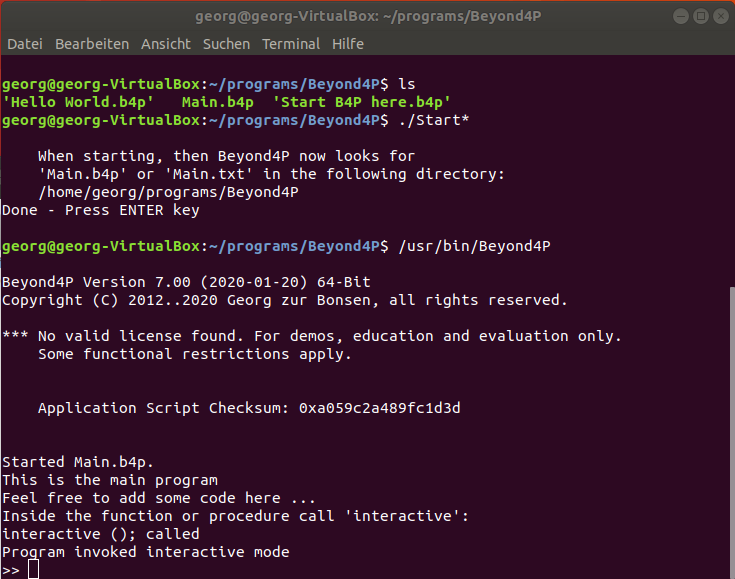 georg@georg-VirtualBox: ~/programs/Beyond4P
Datei Bearbeiten Ansicht Suchen Terminal Hilfe
georg@georg-VirtualBox:~/programs/Beyond4P$ ls
'Hello World.b4p'   Main.b4p  'Start B4P here.b4p'
georg@georg-VirtualBox:~/programs/Beyond4P$ ./Start*
When starting, then Beyond4P now looks for
'Main.b4p' or 'Main.txt' in the following directory:
/home/georg/programs/Beyond4P
Done - Press ENTER key
georg@georg-VirtualBox:~/programs/Beyond4P$ /usr/bin/Beyond4P
Beyond4P Version 7.00 (2020-01-20) 64-Bit
Copyright (C) 2012..2020 Georg zur Bonsen, all rights reserved.
*** No valid license found. For demos, education and evaluation only.
Some functional restrictions apply.
Application Script Checksum: 0xa059c2a489fc1d3d
Started Main.b4p.
This is the main program
Feel free to add some code here ...
Inside the function or procedure call 'interactive':
interactive (); called
Program invoked interactive mode
>>